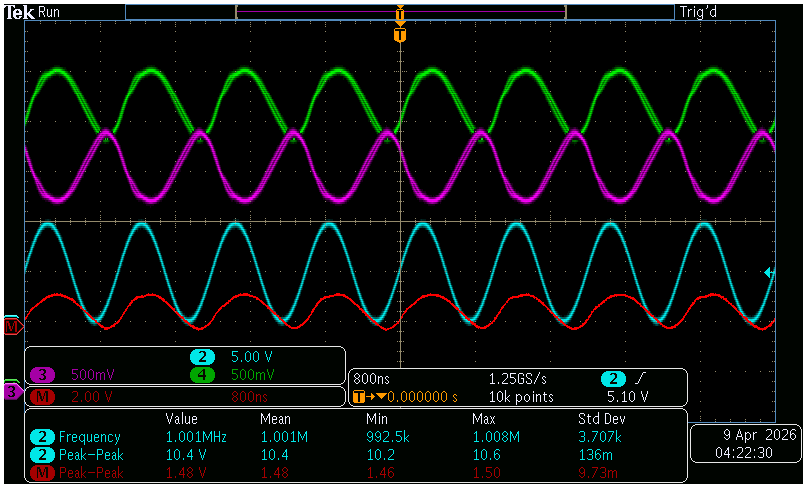 Tek Run Trig'd
T
T
M
2 5.00 V
3 500mV 4 500mV
M 2.00 V 800ns
3
800ns 1.25GS/s 2
T→▼0.000000 s 10k points 5.10 V
Value Mean Min Max Std Dev
2 Frequency 1.001MHz 1.001M 992.5k 1.008M 3.707k
2 Peak–Peak 10.4 V 10.4 10.2 10.6 136m
M Peak–Peak 1.48 V 1.48 1.46 1.50 9.73m
9 Apr 2026
04:22:30